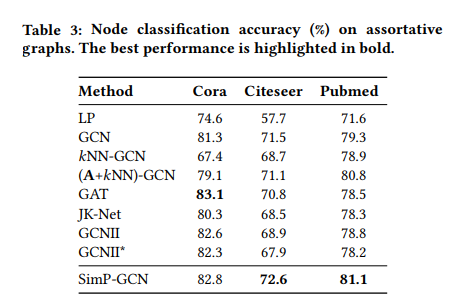 Table 3: Node classification accuracy (%) on assortative
graphs. The best performance is highlighted in bold.
Method Cora Citeseer Pubmed
LP 74.6 57.7 71.6
GCN 81.3 71.5 79.3
kNN-GCN 67.4 68.7 78.9
(A+kNN)-GCN 79.1 71.1 80.8
GAT 83.1 70.8 78.5
JK-Net 80.3 68.5 78.3
GCNII 82.6 68.9 78.8
GCNII* 82.3 67.9 78.2
SimP-GCN 82.8 72.6 81.1